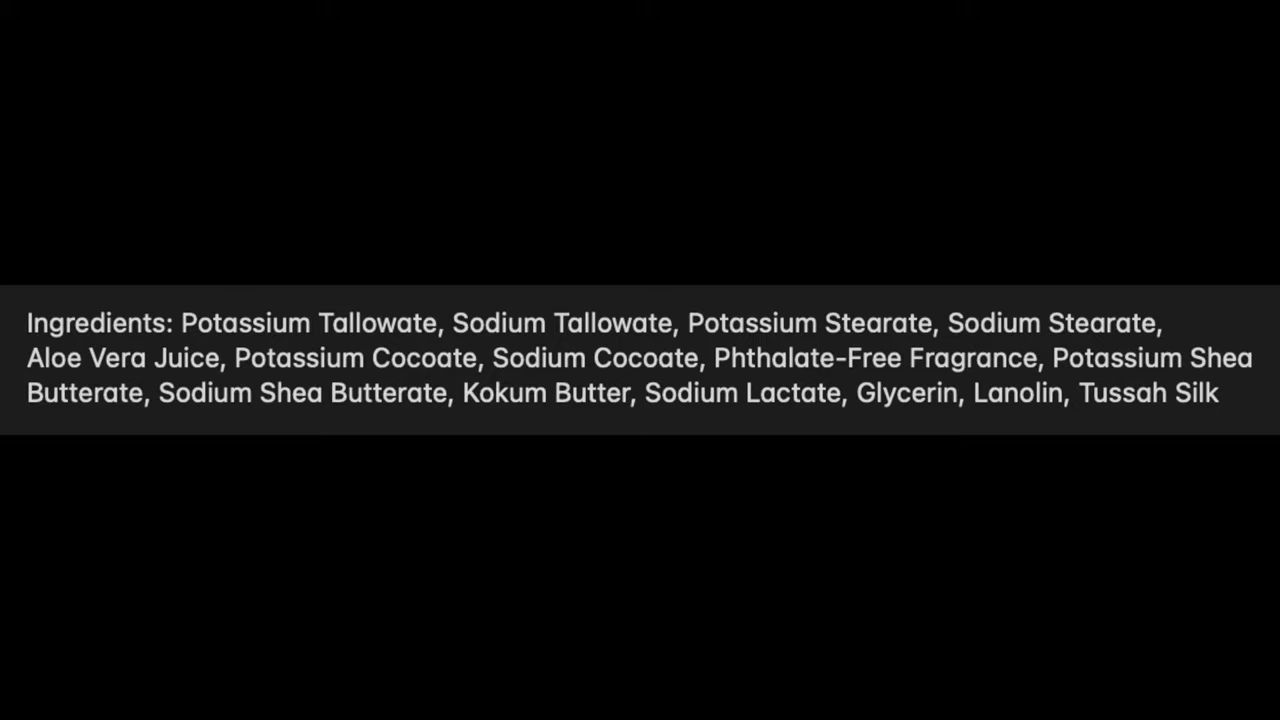 Ingredients: Potassium Tallowate, Sodium Tallowate, Potassium Stearate, Sodium Stearate,
Aloe Vera Juice, Potassium Cocoate, Sodium Cocoate, Phthalate-Free Fragrance, Potassium Shea
Butterate, Sodium Shea Butterate, Kokum Butter, Sodium Lactate, Glycerin, Lanolin, Tussah Silk